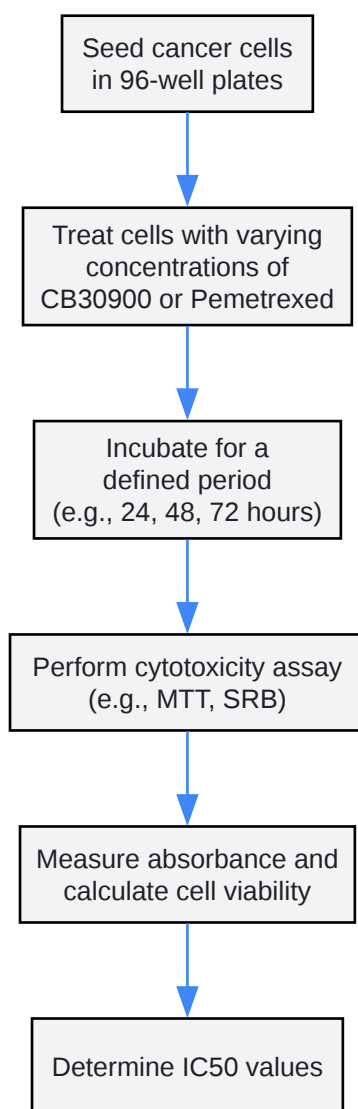 Seed cancer cells
in 96-well plates
Treat cells with varying
concentrations of
CB30900 or Pemetrexed
Incubate for a
defined period
(e.g., 24, 48, 72 hours)
Perform cytotoxicity assay
(e.g., MTT, SRB)
Measure absorbance and
calculate cell viability
Determine IC50 values